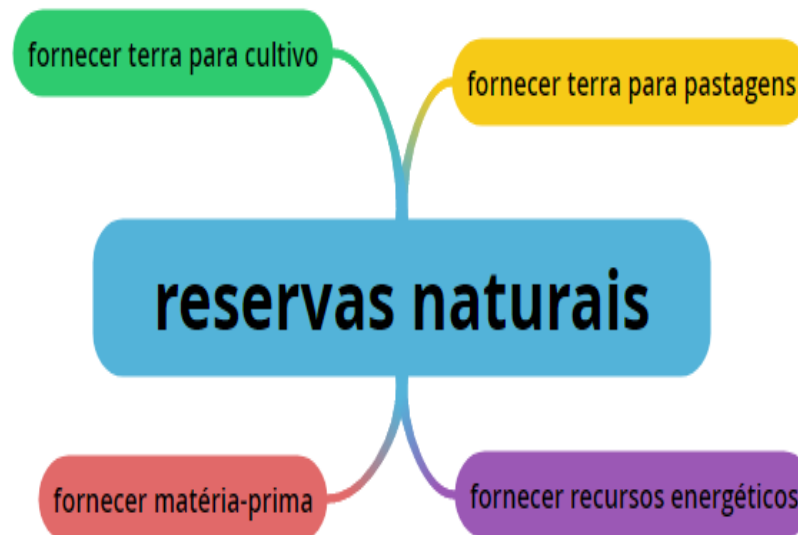 fornecer terra para cultivo
fornecer terra para pastagens
reservas naturais
fornecer matéria-prima
fornecer recursos energéticos